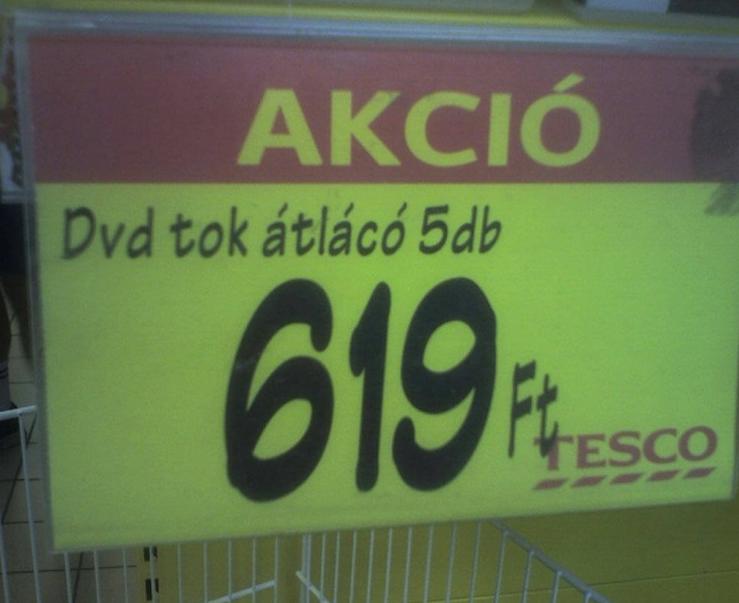 AKCIÓ
Dvd tok átlácó 5db
619 Ft
TESCO